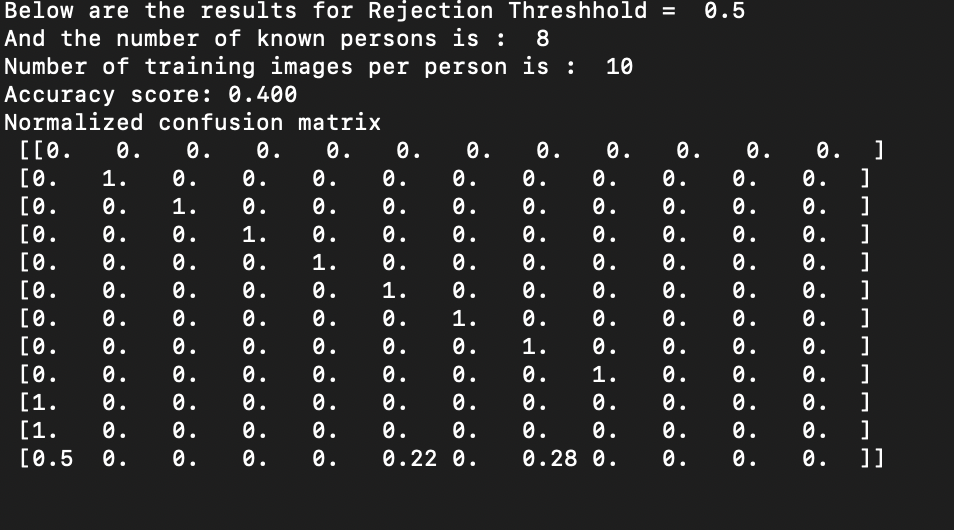 Below are the results for Rejection Threshhold =  0.5
And the number of known persons is :  8
Number of training images per person is :  10
Accuracy score: 0.400
Normalized confusion matrix
 [[0.   0.   0.   0.   0.   0.   0.   0.   0.   0.   0.   0.  ]
 [0.   1.   0.   0.   0.   0.   0.   0.   0.   0.   0.   0.  ]
 [0.   0.   1.   0.   0.   0.   0.   0.   0.   0.   0.   0.  ]
 [0.   0.   0.   1.   0.   0.   0.   0.   0.   0.   0.   0.  ]
 [0.   0.   0.   0.   1.   0.   0.   0.   0.   0.   0.   0.  ]
 [0.   0.   0.   0.   0.   1.   0.   0.   0.   0.   0.   0.  ]
 [0.   0.   0.   0.   0.   0.   1.   0.   0.   0.   0.   0.  ]
 [0.   0.   0.   0.   0.   0.   0.   1.   0.   0.   0.   0.  ]
 [0.   0.   0.   0.   0.   0.   0.   0.   1.   0.   0.   0.  ]
 [1.   0.   0.   0.   0.   0.   0.   0.   0.   0.   0.   0.  ]
 [1.   0.   0.   0.   0.   0.   0.   0.   0.   0.   0.   0.  ]
 [0.5  0.   0.   0.   0.   0.22 0.   0.28 0.   0.   0.   0.  ]]